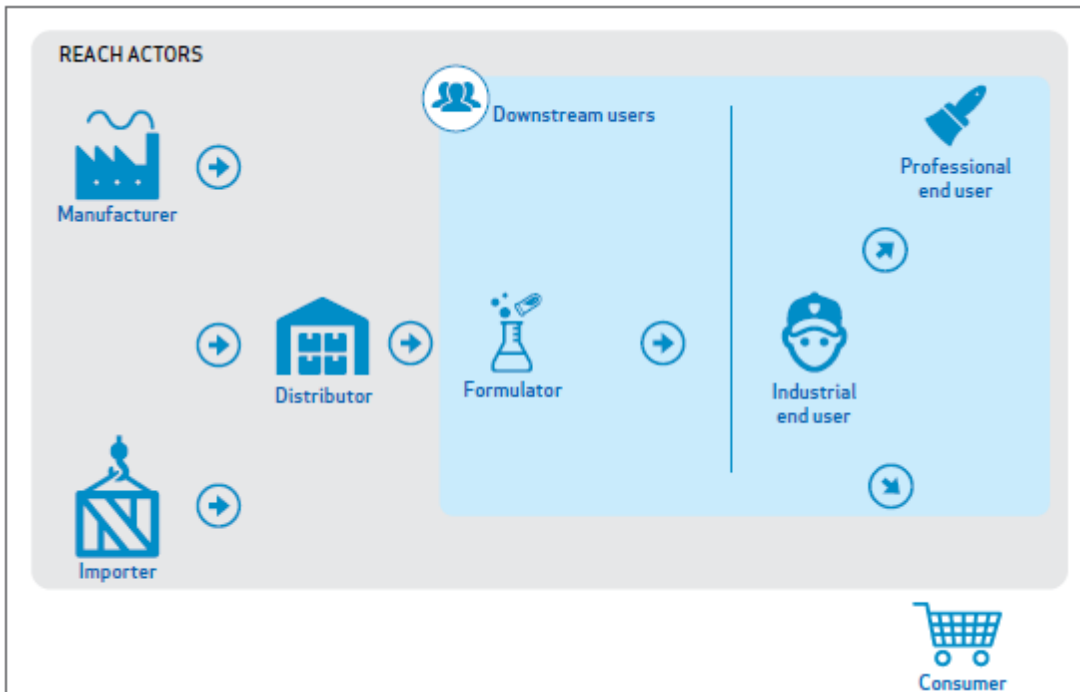 REACH ACTORS
Downstream users
Manufacturer
Professional
end user
Distributor
Formulator
Industrial
end user
Importer
Consumer